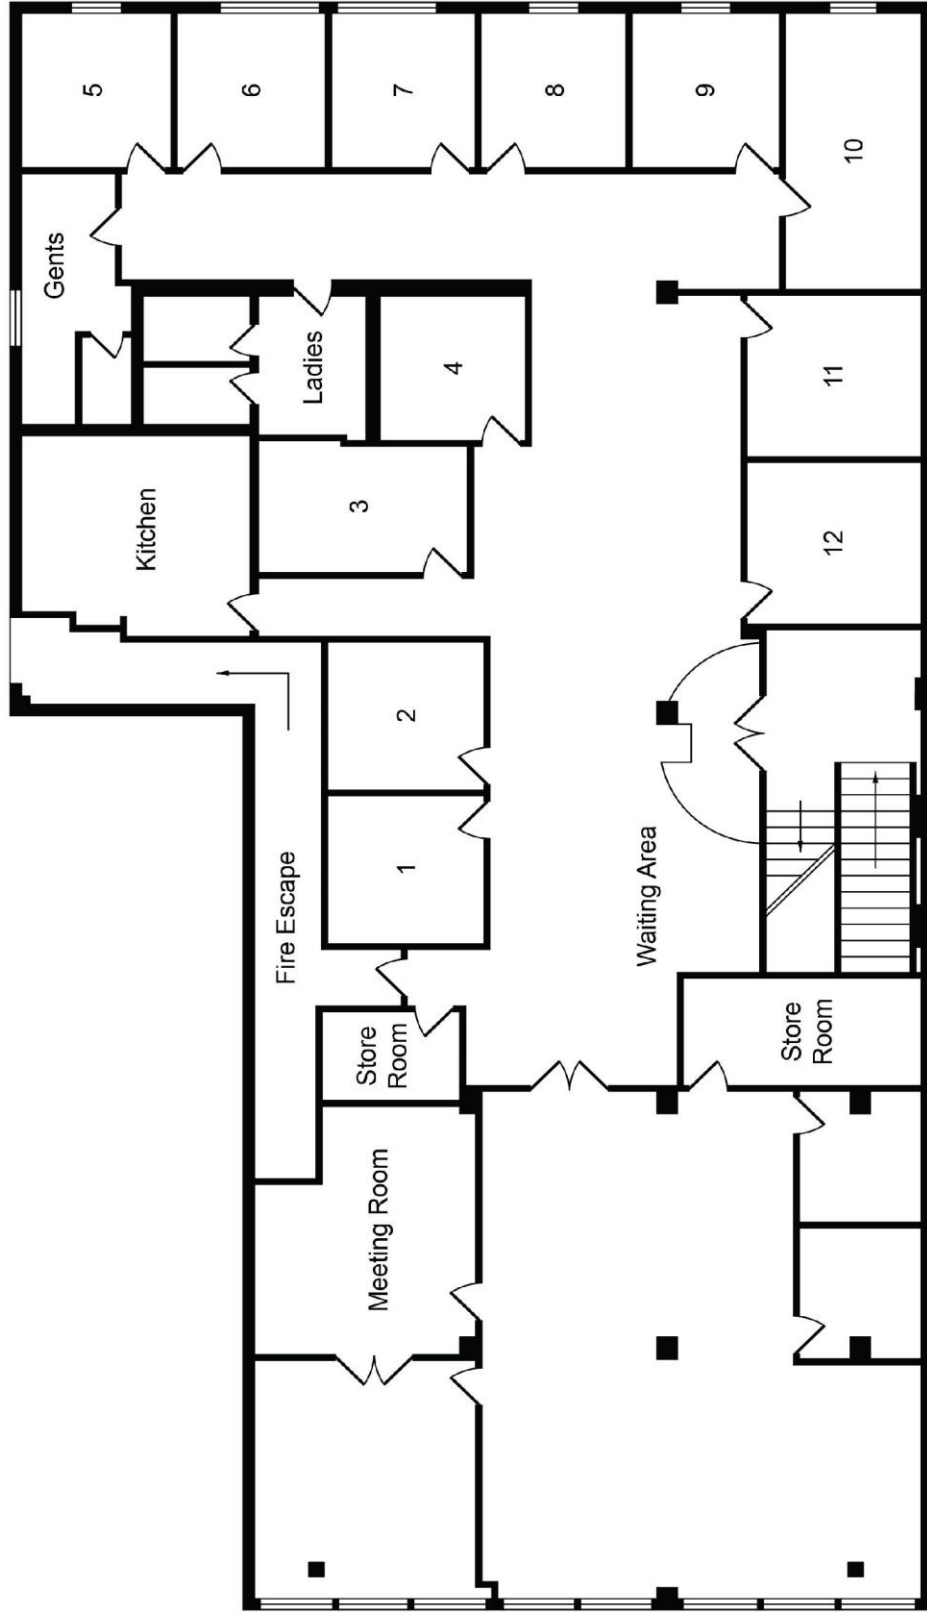 5
6
7
8
9
10
Gents
Ladies
4
11
Kitchen
3
12
2
1
Fire Escape
Waiting Area
Store
Room
Store
Room
Meeting Room